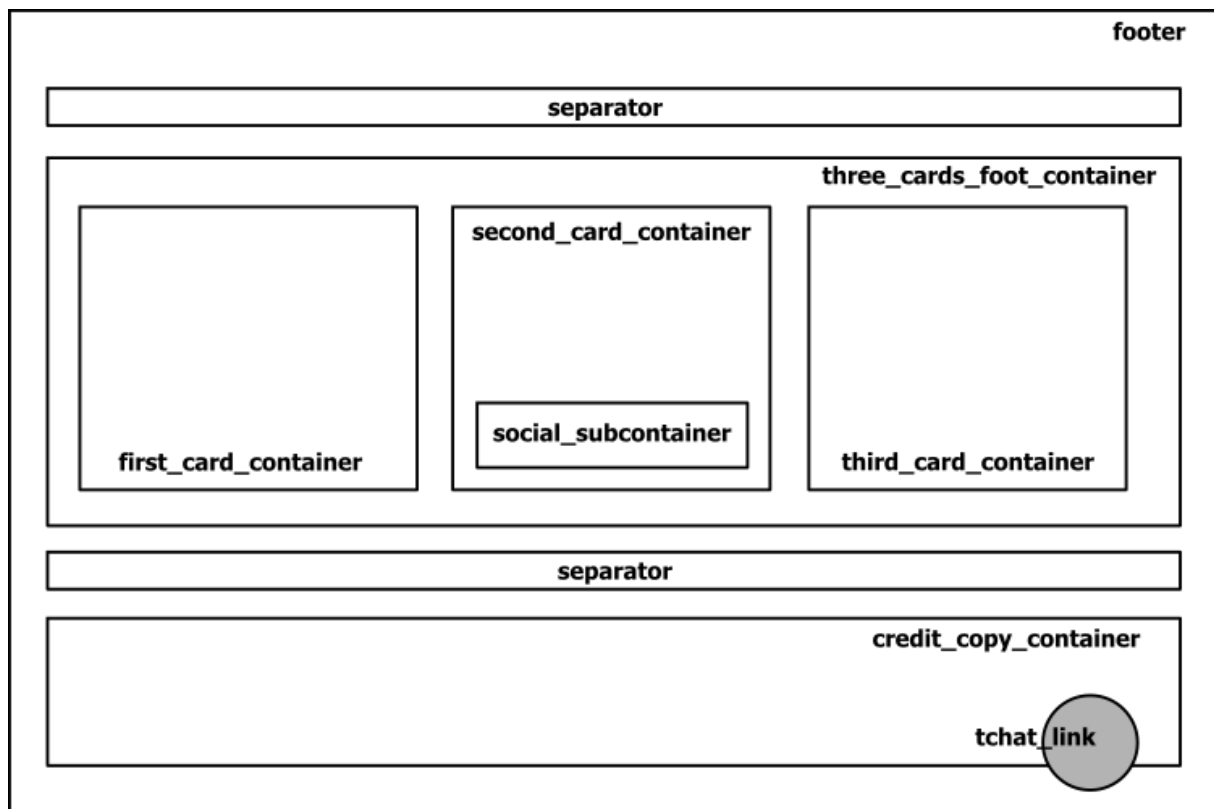 footer
separator
three_cards_foot_container
second_card_container
social_subcontainer
first_card_container
third_card_container
separator
credit_copy_container
tchat_link